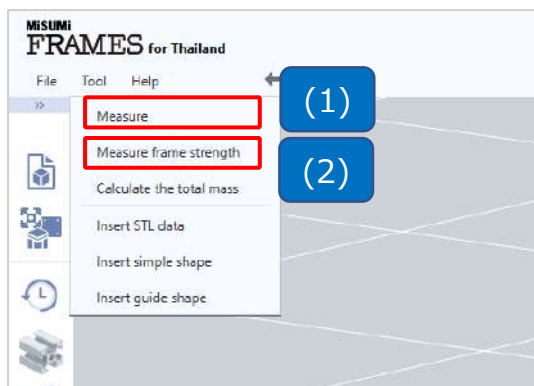 MiSUMi
FRAMES for Thailand
File Tool Help
Measure
(1)
Measure frame strength
(2)
Calculate the total mass
Insert STL data
Insert simple shape
Insert guide shape